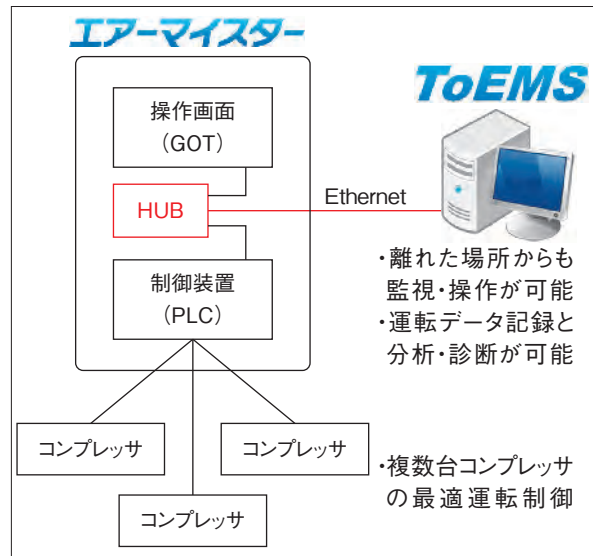 エアーマイスター
操作画面
(GOT)
HUB
制御装置
(PLC)
Ethernet
ToEMS
・離れた場所からも
監視・操作が可能
・運転データ記録と
分析・診断が可能
コンプレッサ
コンプレッサ
コンプレッサ
・複数台コンプレッサ
の最適運転制御